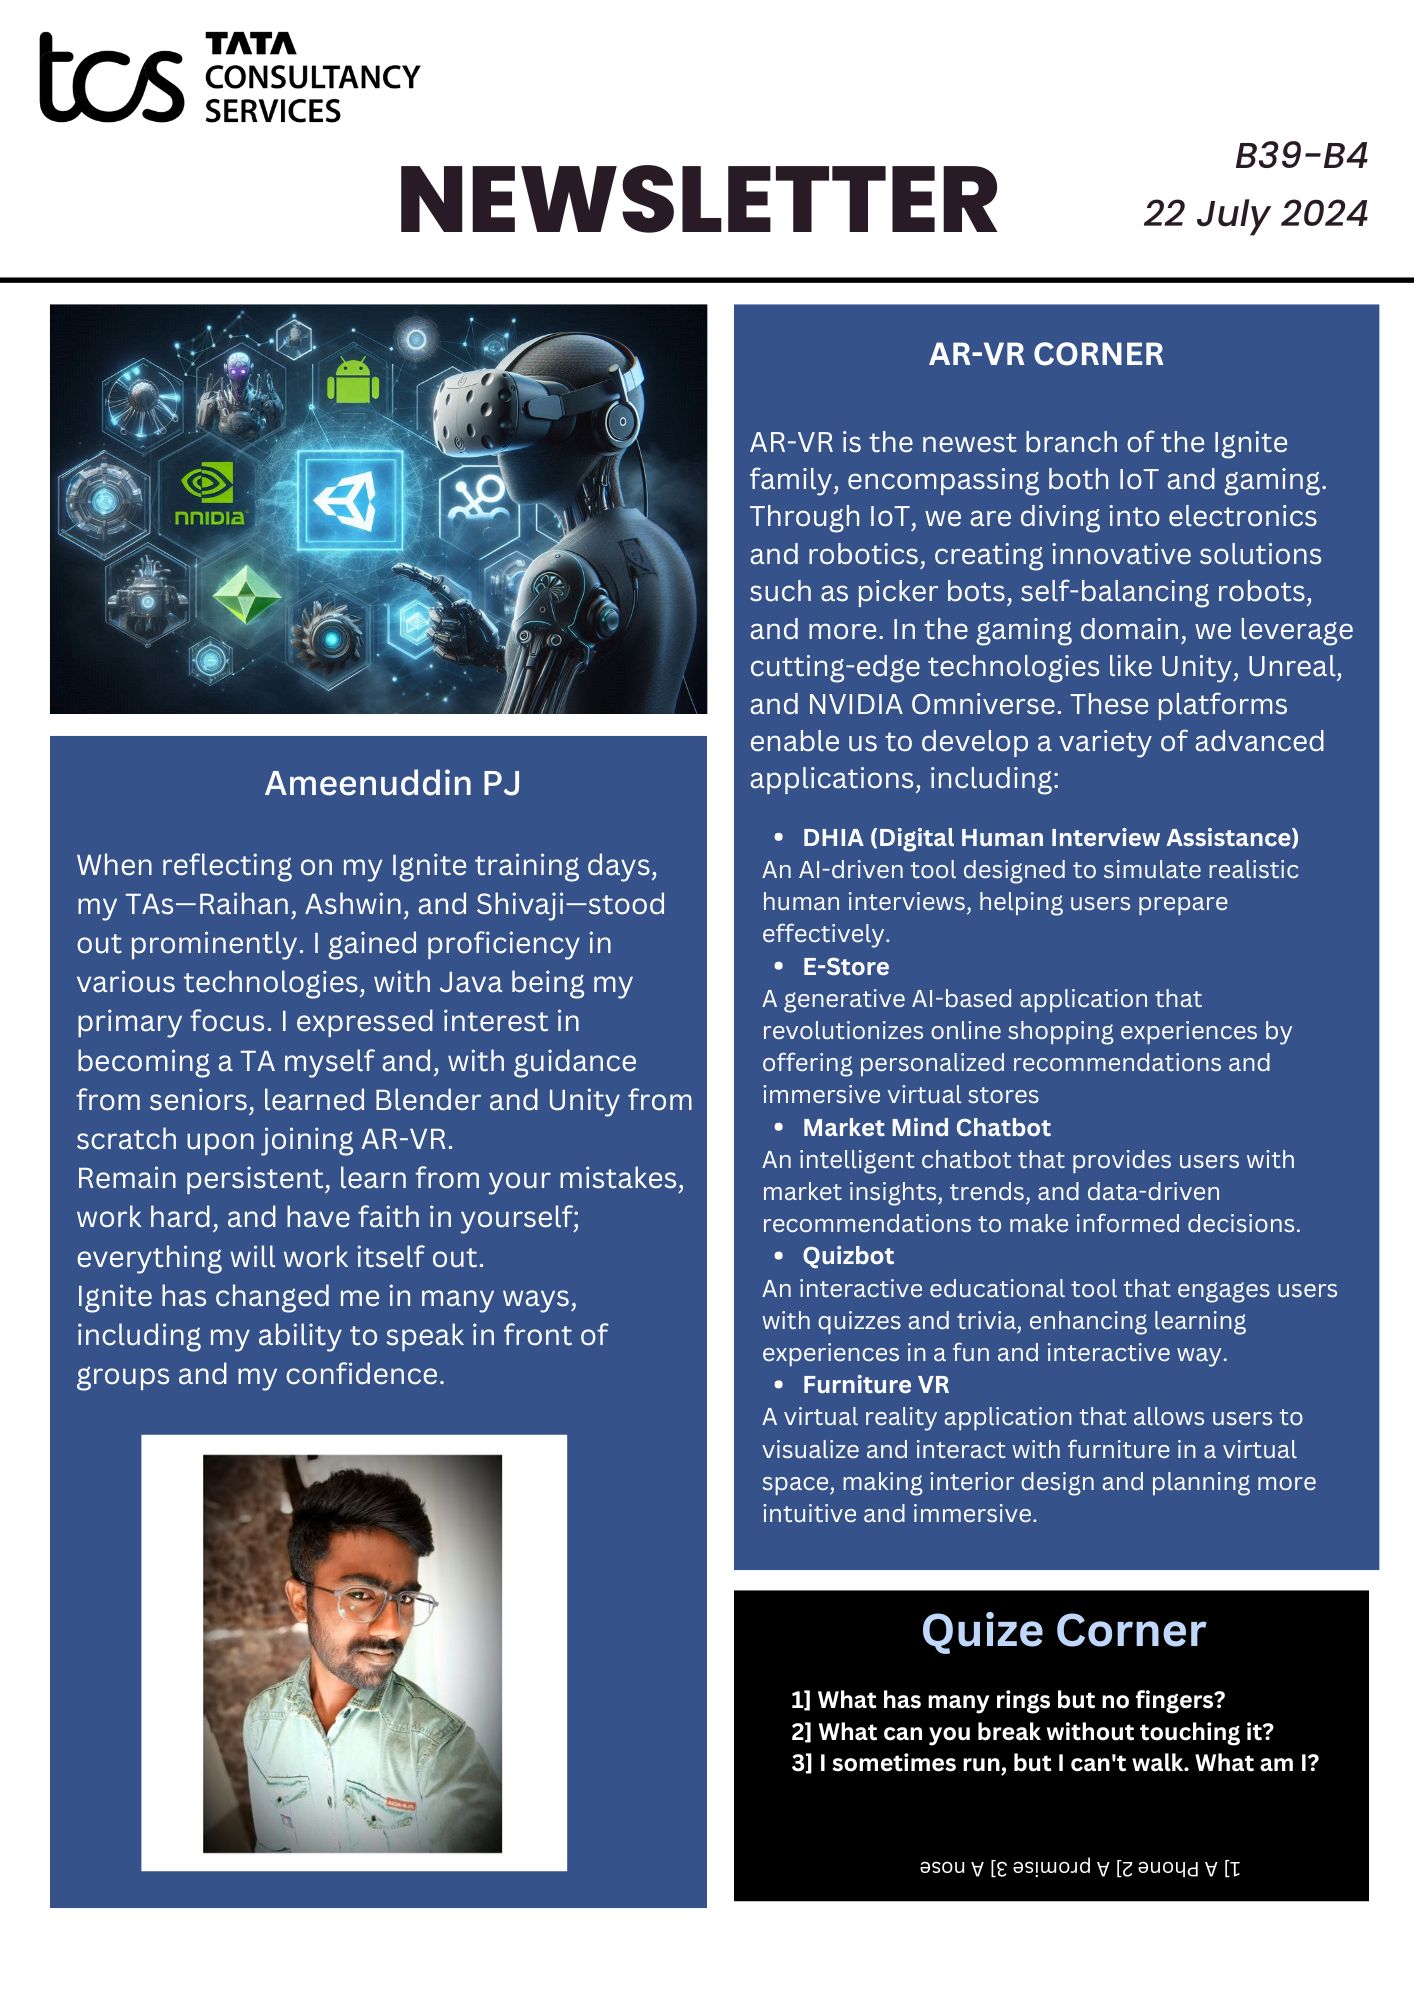 tcs
TATA
CONSULTANCY
SERVICES
NEWSLETTER
B39-B4
22 July 2024
nniDIA
Ameenuddin PJ
When reflecting on my Ignite training days,
my TAs—Raihan, Ashwin, and Shivaji—stood
out prominently. I gained proficiency in
various technologies, with Java being my
primary focus. I expressed interest in
becoming a TA myself and, with guidance
from seniors, learned Blender and Unity from
scratch upon joining AR-VR.
Remain persistent, learn from your mistakes,
work hard, and have faith in yourself;
everything will work itself out.
Ignite has changed me in many ways,
including my ability to speak in front of
groups and my confidence.
AR-VR CORNER
AR-VR is the newest branch of the Ignite
family, encompassing both IoT and gaming.
Through IoT, we are diving into electronics
and robotics, creating innovative solutions
such as picker bots, self-balancing robots,
and more. In the gaming domain, we leverage
cutting-edge technologies like Unity, Unreal,
and NVIDIA Omniverse. These platforms
enable us to develop a variety of advanced
applications, including:
• DHIA (Digital Human Interview Assistance)
An AI-driven tool designed to simulate realistic
human interviews, helping users prepare
effectively.
• E-Store
A generative AI-based application that
revolutionizes online shopping experiences by
offering personalized recommendations and
immersive virtual stores
• Market Mind Chatbot
An intelligent chatbot that provides users with
market insights, trends, and data-driven
recommendations to make informed decisions.
• Quizbot
An interactive educational tool that engages users
with quizzes and trivia, enhancing learning
experiences in a fun and interactive way.
• Furniture VR
A virtual reality application that allows users to
visualize and interact with furniture in a virtual
space, making interior design and planning more
intuitive and immersive.
Quize Corner
1] What has many rings but no fingers?
2] What can you break without touching it?
3] I sometimes run, but I can't walk. What am I?
1] A Phone 2] A promise 3] A nose